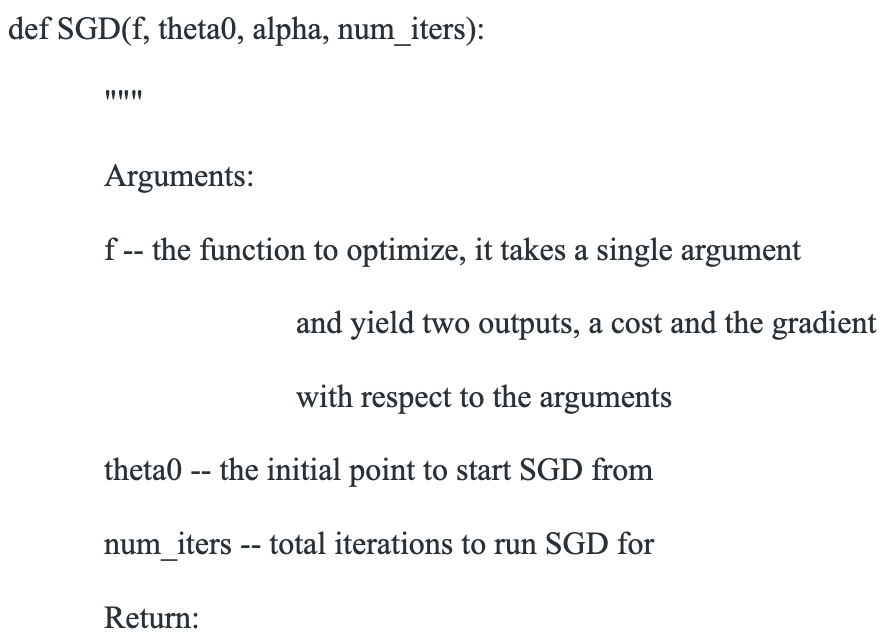 def SGD(f, theta0, alpha, num_iters):
"""
Arguments:
f -- the function to optimize, it takes a single argument
and yield two outputs, a cost and the gradient
with respect to the arguments
theta0 -- the initial point to start SGD from
num_iters -- total iterations to run SGD for
Return: